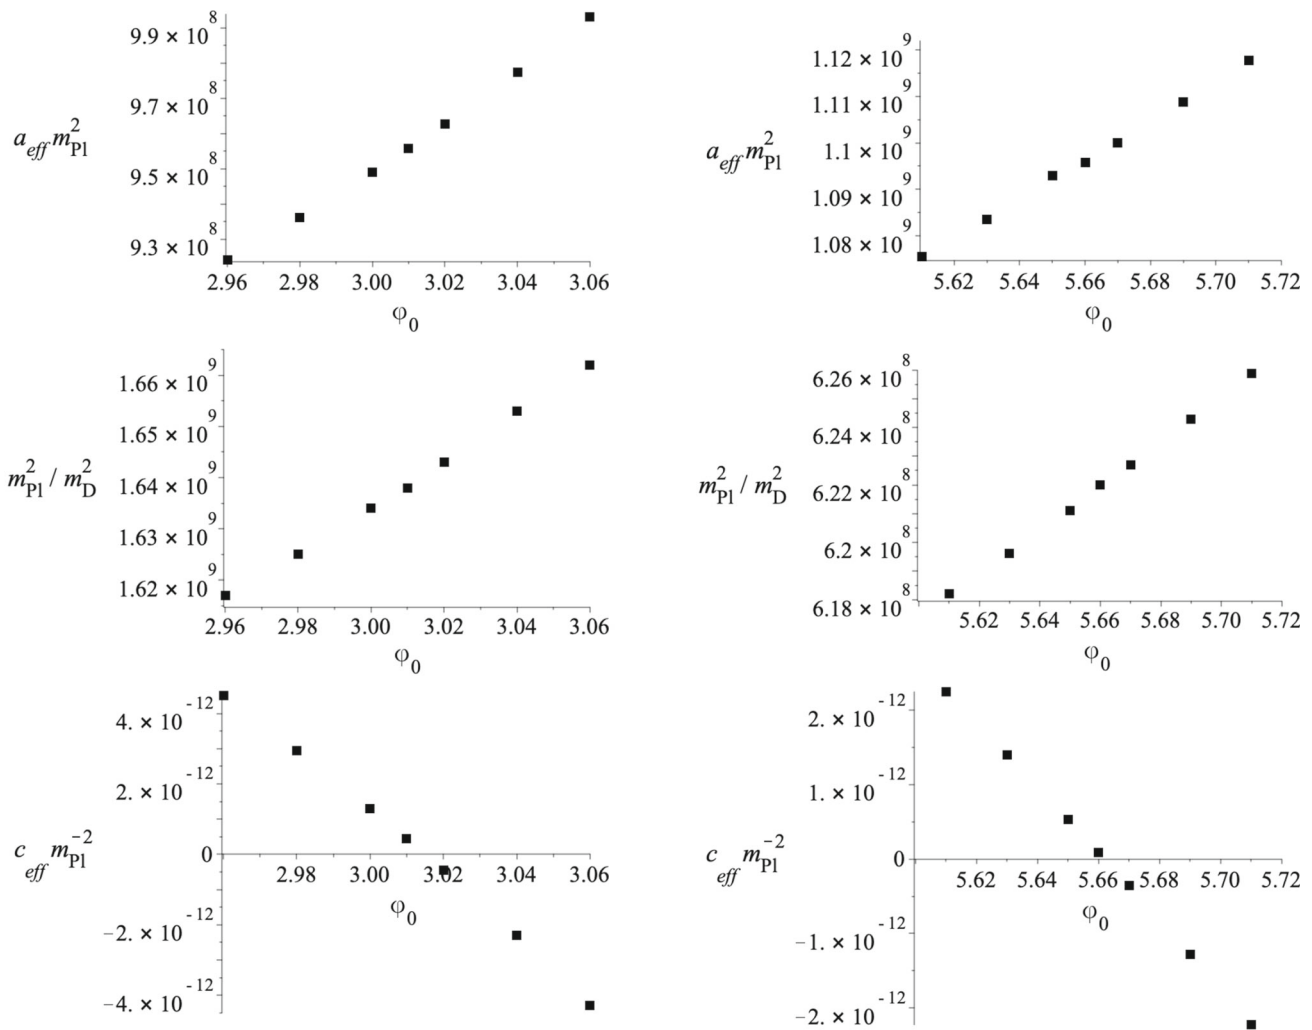 9.9 × 10^8
9.7 × 10^8
a_eff m_Pl^2
9.5 × 10^8
9.3 × 10^8
2.96 2.98 3.00 3.02 3.04 3.06
φ_0
1.12 × 10^9
1.11 × 10^9
a_eff m_Pl^2
1.1 × 10^9
1.09 × 10^9
1.08 × 10^9
5.62 5.64 5.66 5.68 5.70 5.72
φ_0
1.66 × 10^9
1.65 × 10^9
m_Pl^2 / m_D^2
1.64 × 10^9
1.63 × 10^9
1.62 × 10^9
2.96 2.98 3.00 3.02 3.04 3.06
φ_0
6.26 × 10^8
6.24 × 10^8
m_Pl^2 / m_D^2
6.22 × 10^8
6.2 × 10^8
6.18 × 10^8
5.62 5.64 5.66 5.68 5.70 5.72
φ_0
4. × 10^-12
2. × 10^-12
c_eff m_Pl^-2
0
2.98 3.00 3.02 3.04 3.06
φ_0
−2. × 10^-12
−4. × 10^-12
2. × 10^-12
1. × 10^-12
c_eff m_Pl^-2
0
5.62 5.64 5.66 5.68 5.70 5.72
φ_0
−1. × 10^-12
−2. × 10^-12